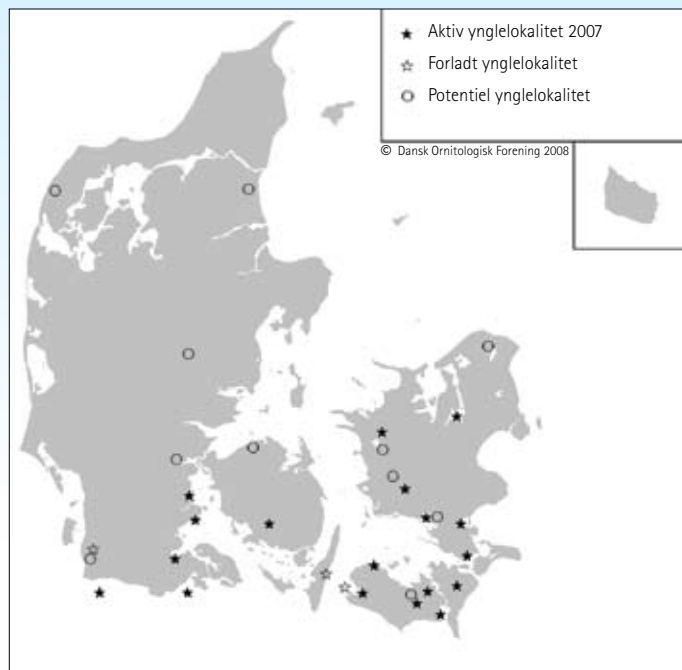 Aktiv ynglelokalitet 2007
Forladt ynglelokalitet
Potentiel ynglelokalitet
© Dansk Ornitologisk Forening 2008